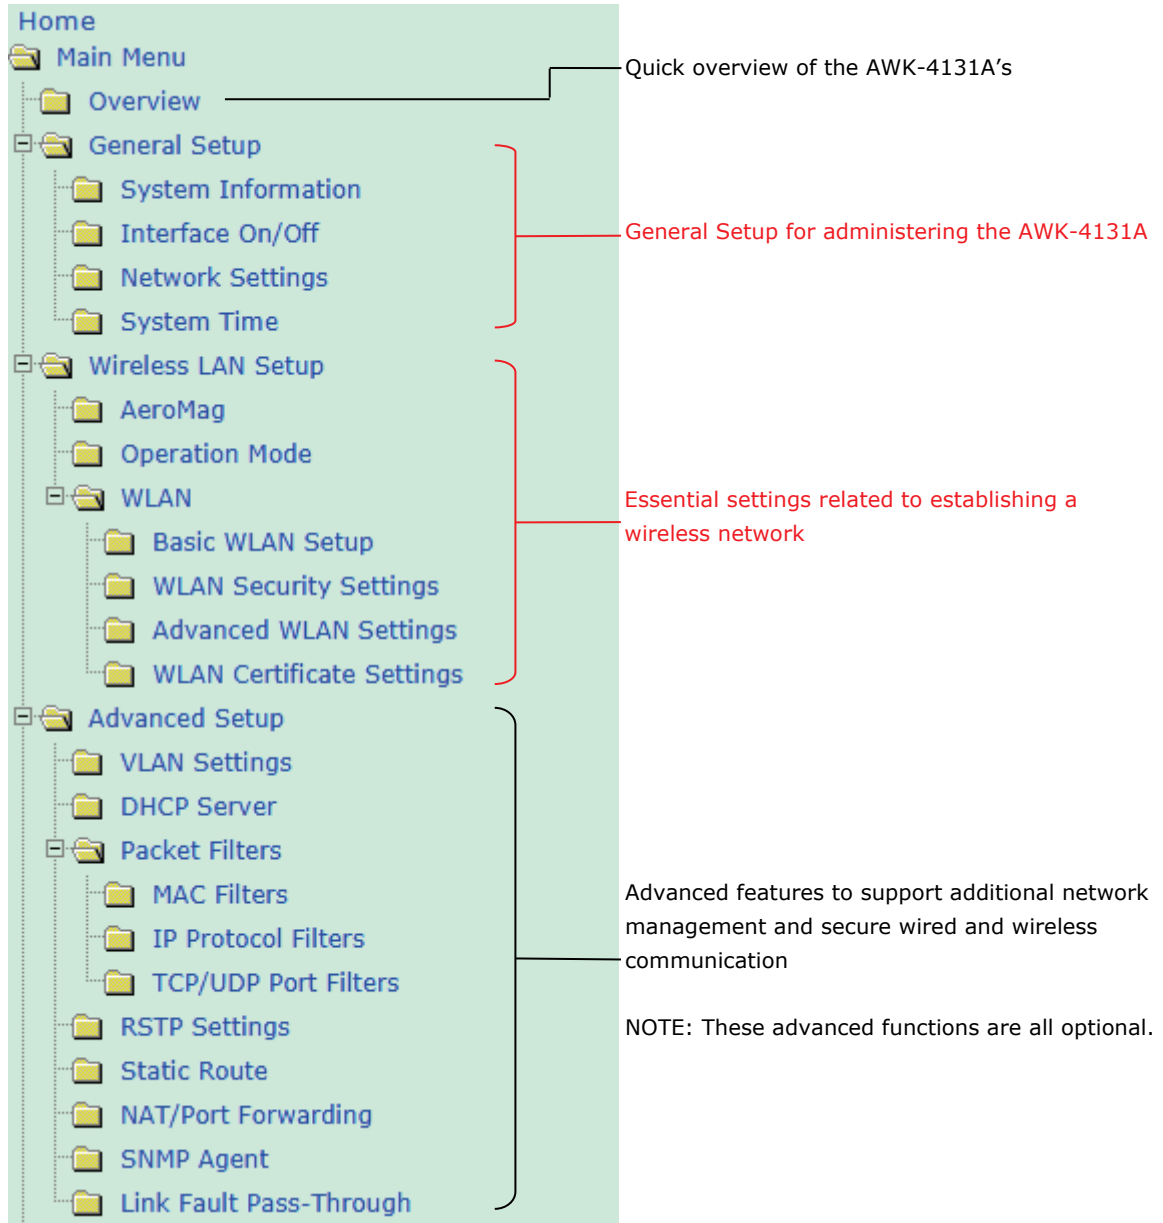 Home
Main Menu
Overview
Quick overview of the AWK-4131A’s
General Setup
System Information
Interface On/Off
Network Settings
System Time
General Setup for administering the AWK-4131A
Wireless LAN Setup
AeroMag
Operation Mode
WLAN
Basic WLAN Setup
WLAN Security Settings
Advanced WLAN Settings
WLAN Certificate Settings
Essential settings related to establishing a
wireless network
Advanced Setup
VLAN Settings
DHCP Server
Packet Filters
MAC Filters
IP Protocol Filters
TCP/UDP Port Filters
RSTP Settings
Static Route
NAT/Port Forwarding
SNMP Agent
Link Fault Pass-Through
Advanced features to support additional network
management and secure wired and wireless
communication
NOTE: These advanced functions are all optional.